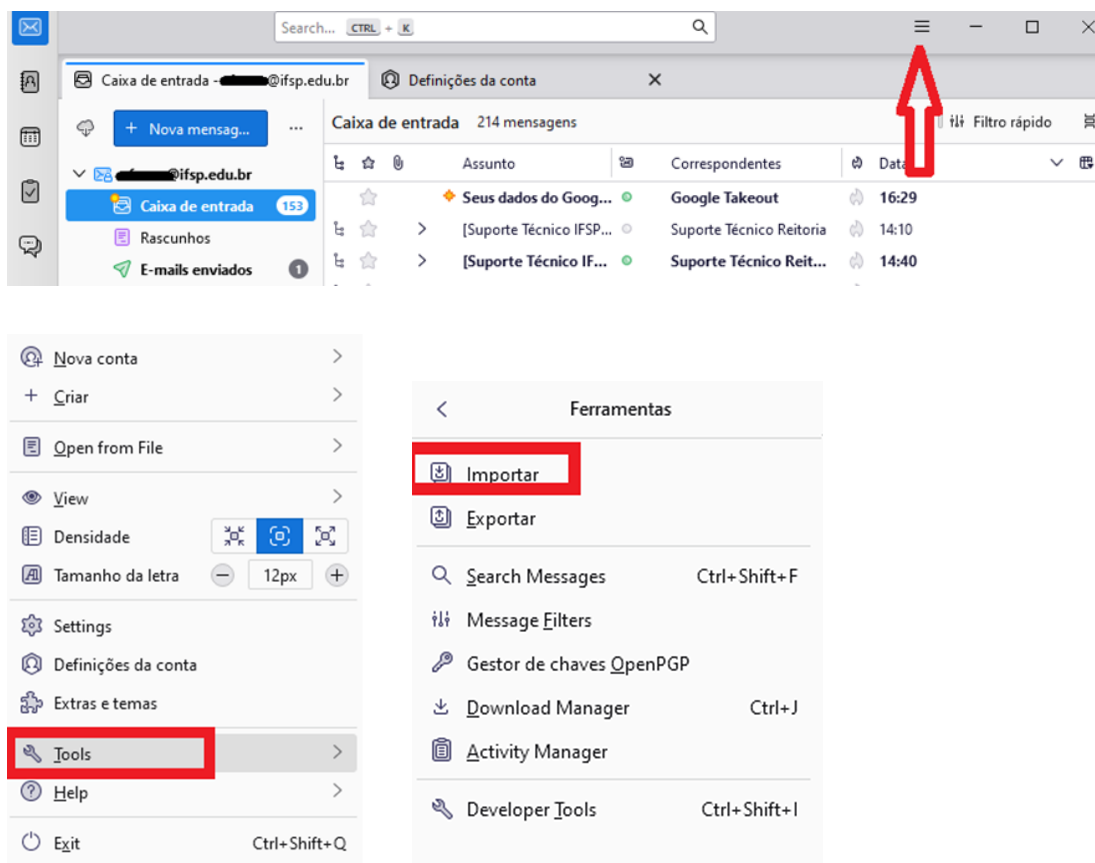 Search... CTRL + K
Caixa de entrada - @ifsp.edu.br
Definições da conta
+ Nova mensag... ...
Caixa de entrada 214 mensagens
Filtro rápido
@ifsp.edu.br
Assunto Correspondentes Data
Caixa de entrada 153
Seus dados do Goog... Google Takeout 16:29
Rascunhos
[Suporte Técnico IFSP... Suporte Técnico Reitoria 14:10
E-mails enviados 1
[Suporte Técnico IF... Suporte Técnico Reit... 14:40
Nova conta
+ Criar
Open from File
View
Densidade
Tamanho da letra 12px
Settings
Definições da conta
Extras e temas
Tools
Help
Exit Ctrl+Shift+Q
Ferramentas
Importar
Exportar
Search Messages Ctrl+Shift+F
Message Filters
Gestor de chaves OpenPGP
Download Manager Ctrl+J
Activity Manager
Developer Tools Ctrl+Shift+I